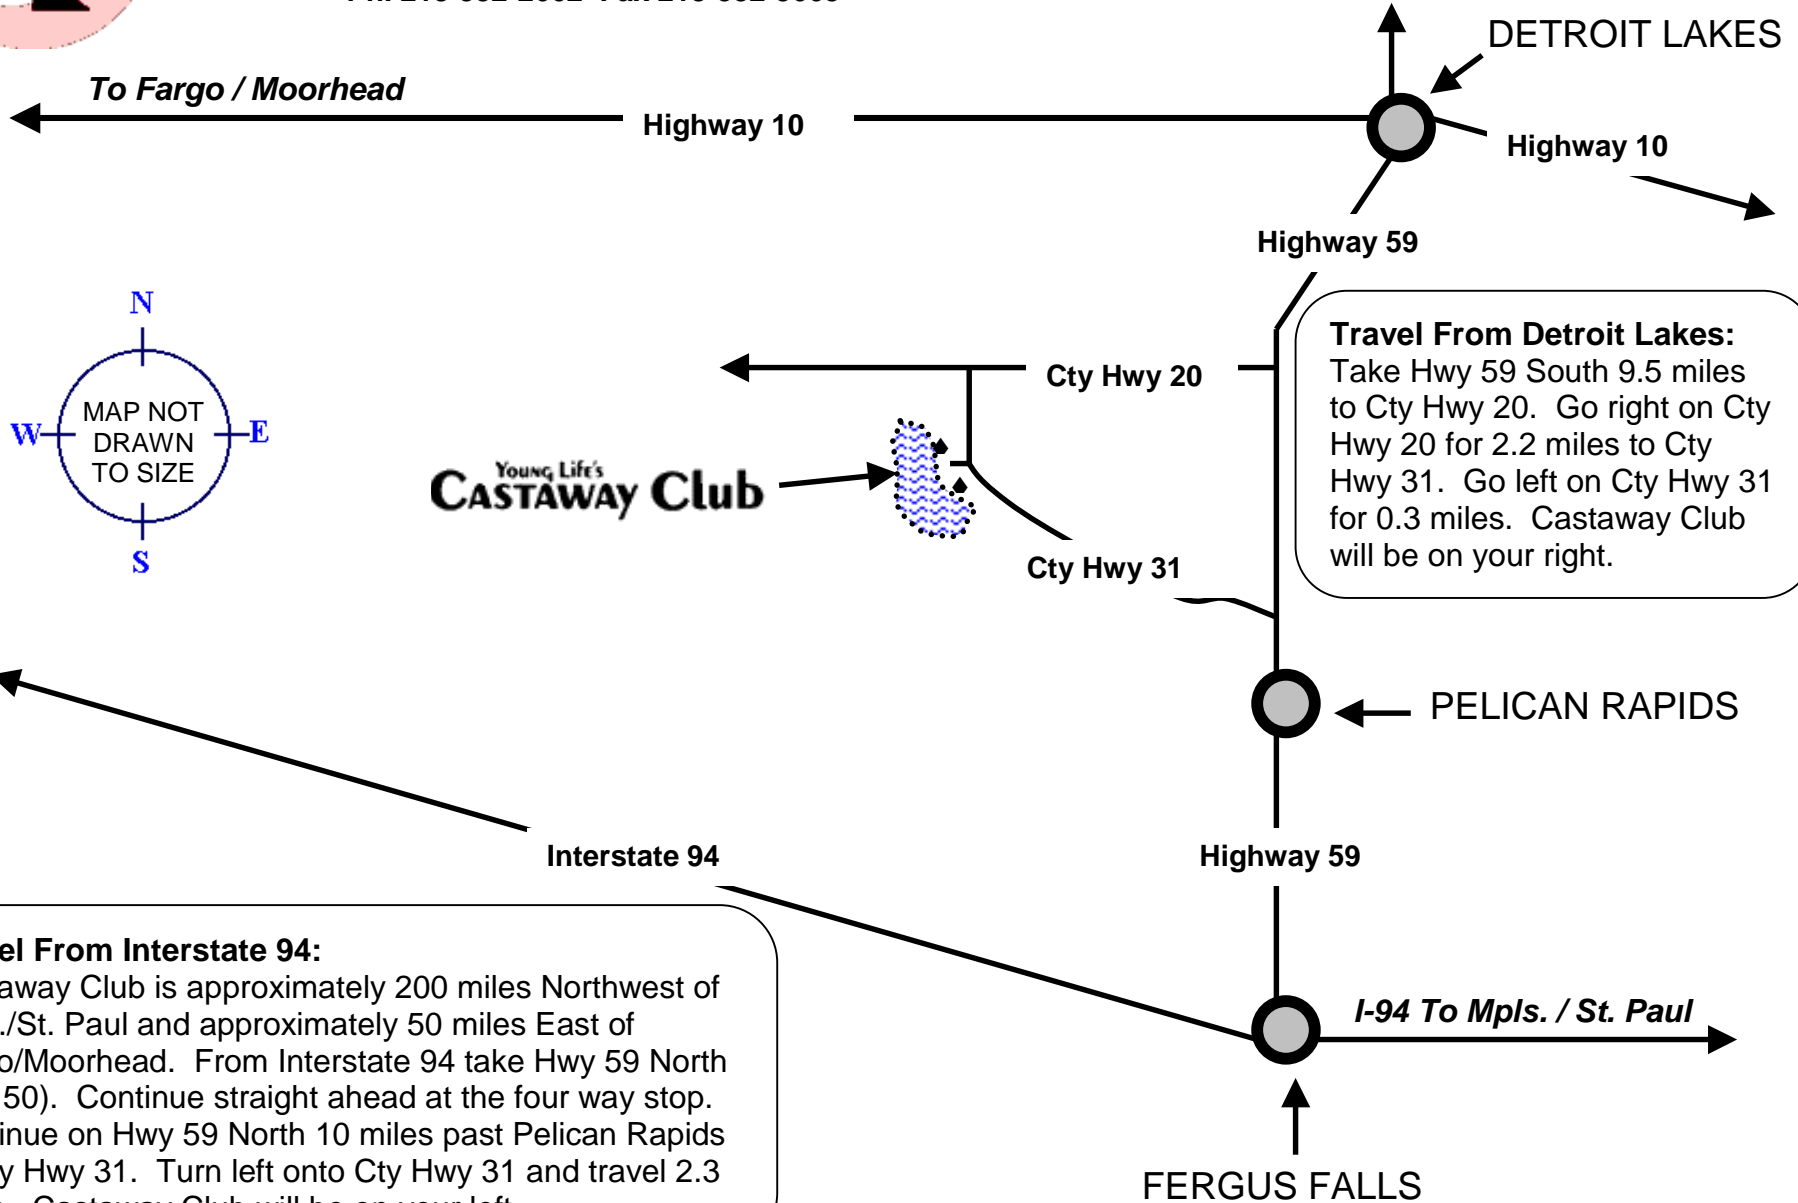 DETROIT LAKES
To Fargo / Moorhead
Highway 10
Highway 10
Highway 59
N
W
E
S
MAP NOT
DRAWN
TO SIZE
Travel From Detroit Lakes:
Take Hwy 59 South 9.5 miles
to Cty Hwy 20. Go right on Cty
Hwy 20 for 2.2 miles to Cty
Hwy 31. Go left on Cty Hwy 31
for 0.3 miles. Castaway Club
will be on your right.
Cty Hwy 20
Young Life's
Castaway Club
Cty Hwy 31
PELICAN RAPIDS
Interstate 94
Highway 59
el From Interstate 94:
away Club is approximately 200 miles Northwest of
./St. Paul and approximately 50 miles East of
o/Moorhead. From Interstate 94 take Hwy 59 North
50). Continue straight ahead at the four way stop.
inue on Hwy 59 North 10 miles past Pelican Rapids
y Hwy 31. Turn left onto Cty Hwy 31 and travel 2.3
Castaway Club will be on your left
I-94 To Mpls. / St. Paul
FERGUS FALLS